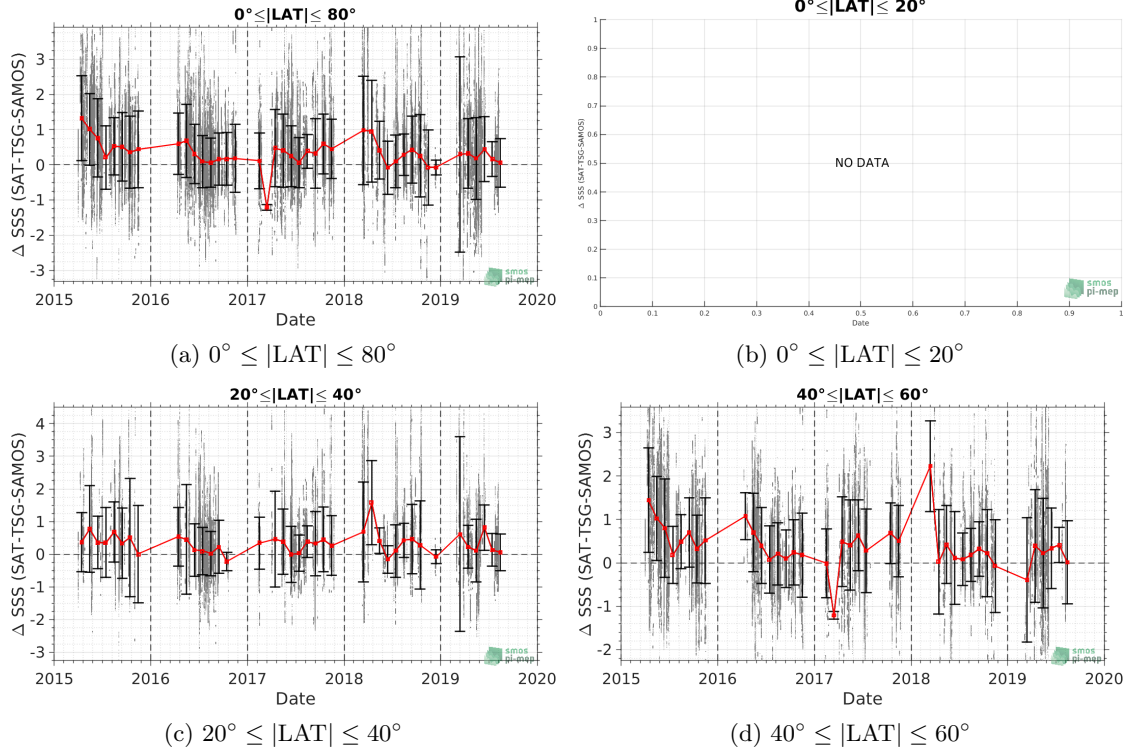 0°≤|LAT|≤ 80°
Δ SSS (SAT-TSG-SAMOS)
3
2
1
0
-1
-2
-3
2015 2016 2017 2018 2019 2020
Date
smos
pi-mep
(a) 0° ≤ |LAT| ≤ 80°
0°≤|LAT|≤ 20°
Δ SSS (SAT-TSG-SAMOS)
1
0.9
0.8
0.7
0.6
0.5
0.4
0.3
0.2
0.1
0
NO DATA
0 0.1 0.2 0.3 0.4 0.5 0.6 0.7 0.8 0.9 1
Date
smos
pi-mep
(b) 0° ≤ |LAT| ≤ 20°
20°≤|LAT|≤ 40°
Δ SSS (SAT-TSG-SAMOS)
4
3
2
1
0
-1
-2
-3
2015 2016 2017 2018 2019 2020
Date
smos
pi-mep
(c) 20° ≤ |LAT| ≤ 40°
40°≤|LAT|≤ 60°
Δ SSS (SAT-TSG-SAMOS)
3
2
1
0
-1
-2
2015 2016 2017 2018 2019 2020
Date
smos
pi-mep
(d) 40° ≤ |LAT| ≤ 60°